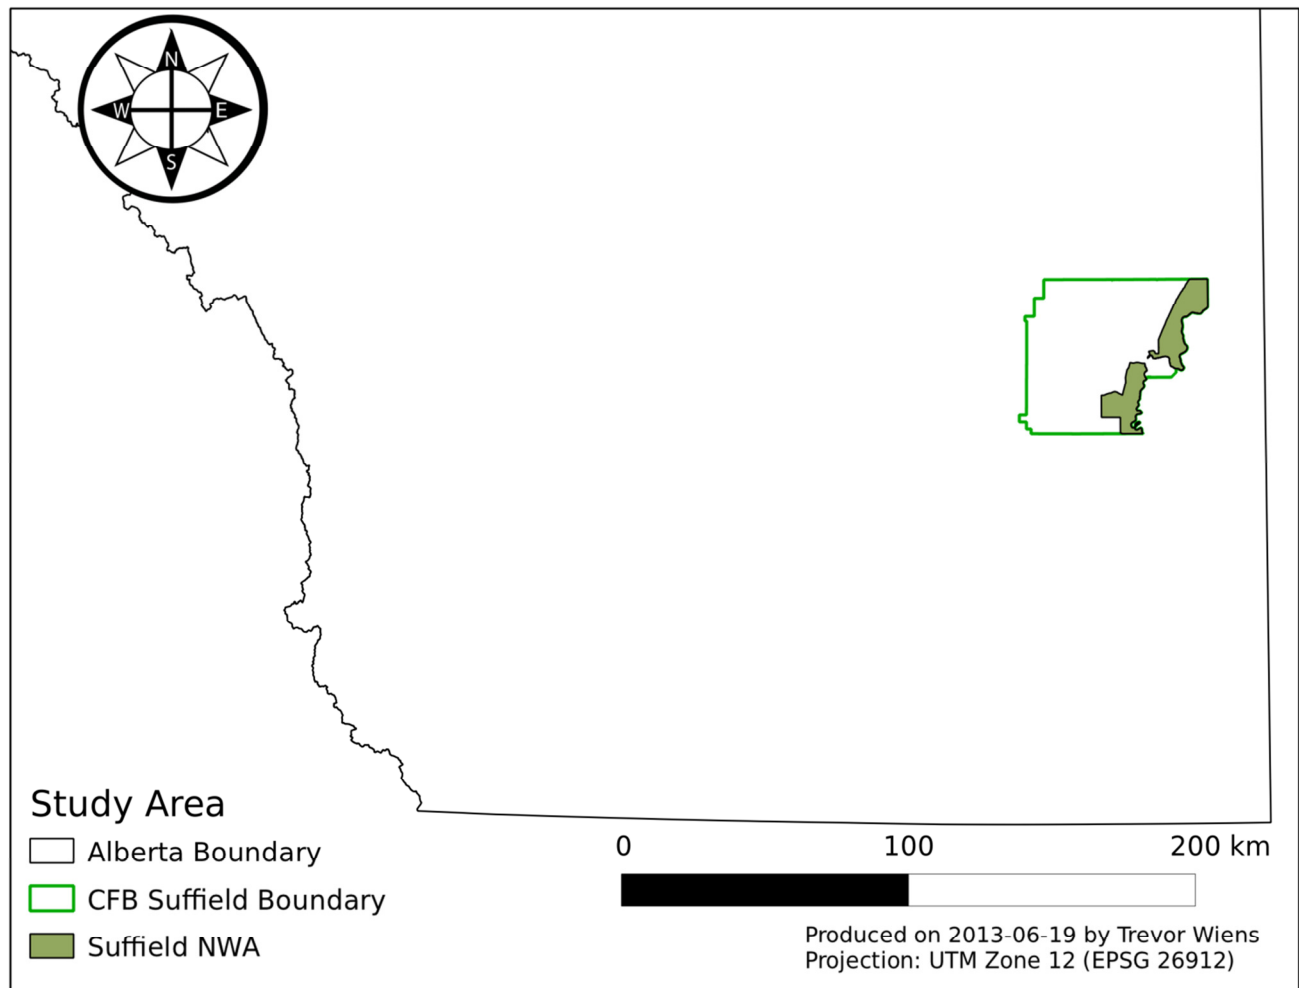 N
W E
S
Study Area
Alberta Boundary
CFB Suffield Boundary
Suffield NWA
0 100 200 km
Produced on 2013-06-19 by Trevor Wiens
Projection: UTM Zone 12 (EPSG 26912)